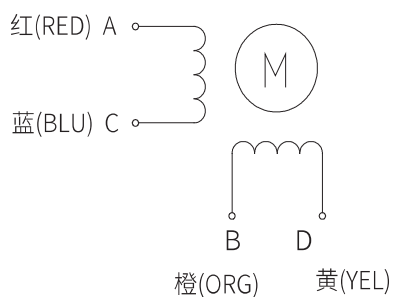 红(RED) A
M
蓝(BLU) C
B D
橙(ORG) 黄(YEL)